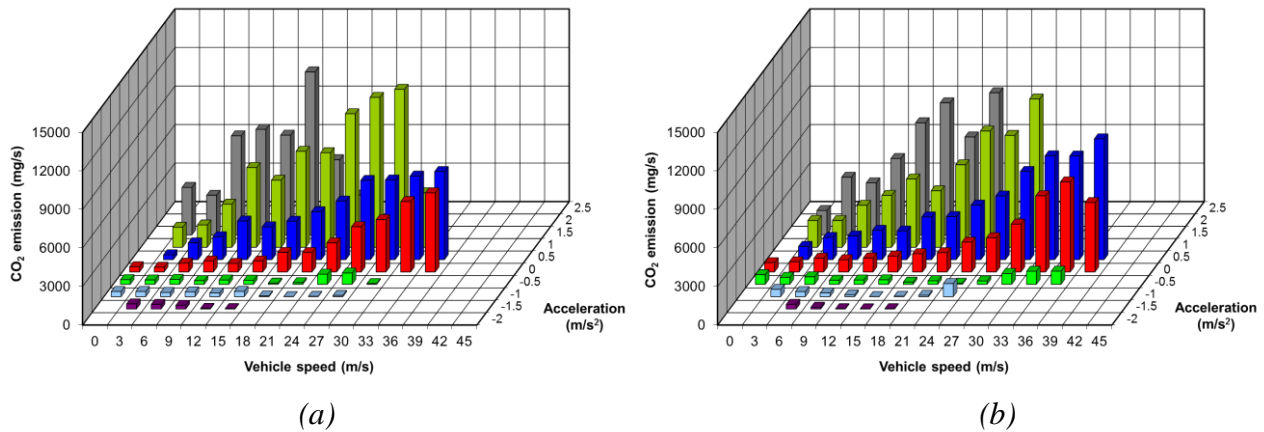 CO2 emission (mg/s)
15000
12000
9000
6000
3000
0
0 3 6 9 12 15 18 21 24 27 30 33 36 39 42 45
Vehicle speed (m/s)
2.5
2
1.5
1
0.5
0
-0.5
-1
-1.5
-2
Acceleration
(m/s²)
(a)
CO2 emission (mg/s)
15000
12000
9000
6000
3000
0
0 3 6 9 12 15 18 21 24 27 30 33 36 39 42 45
Vehicle speed (m/s)
2.5
2
1.5
1
0.5
0
-0.5
-1
-1.5
-2
Acceleration
(m/s²)
(b)